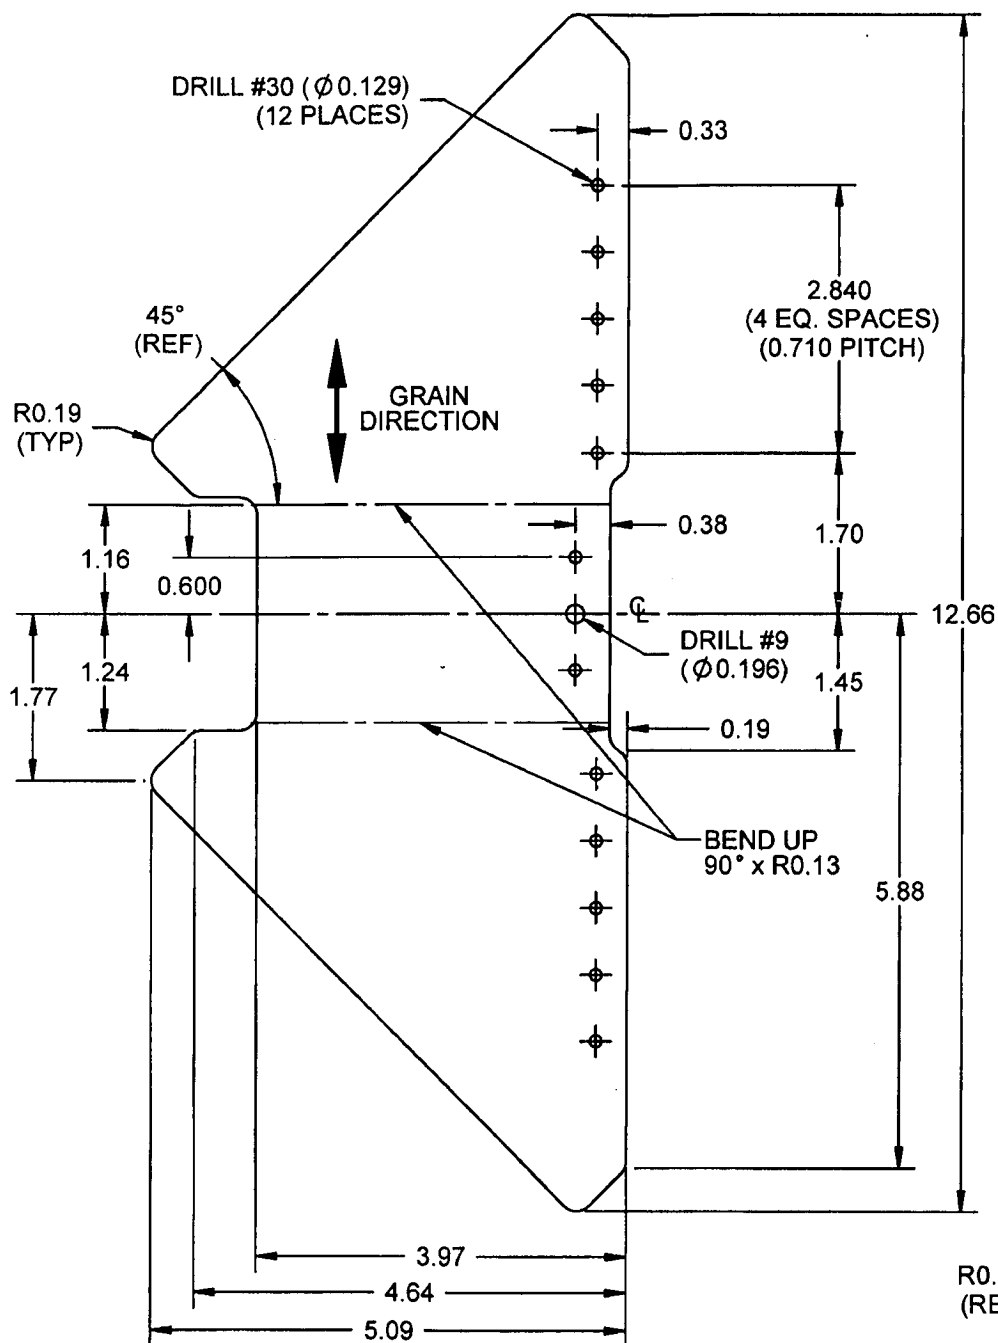 DRILL #30 (Ø0.129)
(12 PLACES)
0.33
2.840
(4 EQ. SPACES)
(0.710 PITCH)
45°
(REF)
GRAIN
DIRECTION
R0.19
(TYP)
0.38
1.16
1.70
0.600
℄
12.66
DRILL #9
(Ø0.196)
1.24
1.77
1.45
0.19
BEND UP
90° x R0.13
5.88
3.97
R0.
(RE
4.64
5.09